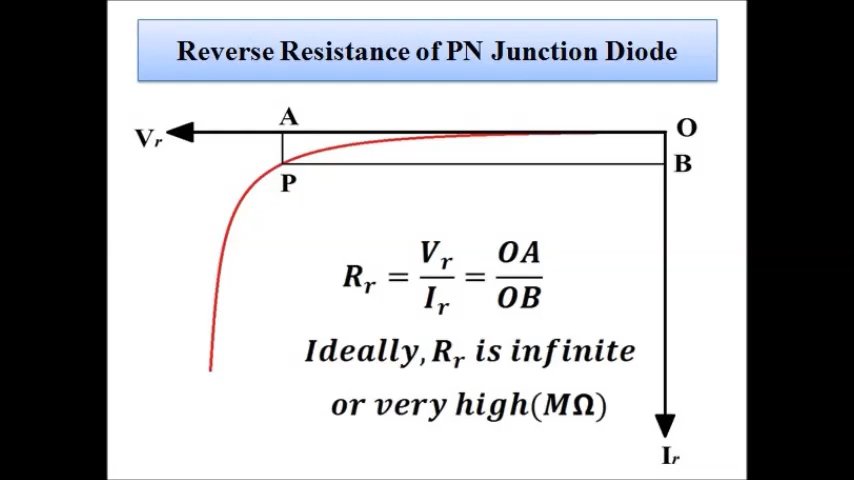 Reverse Resistance of PN Junction Diode
A
Vr
O
B
P
Rr = Vr/Ir = OA/OB
Ideally, Rr is infinite
or very high(MΩ)
Ir